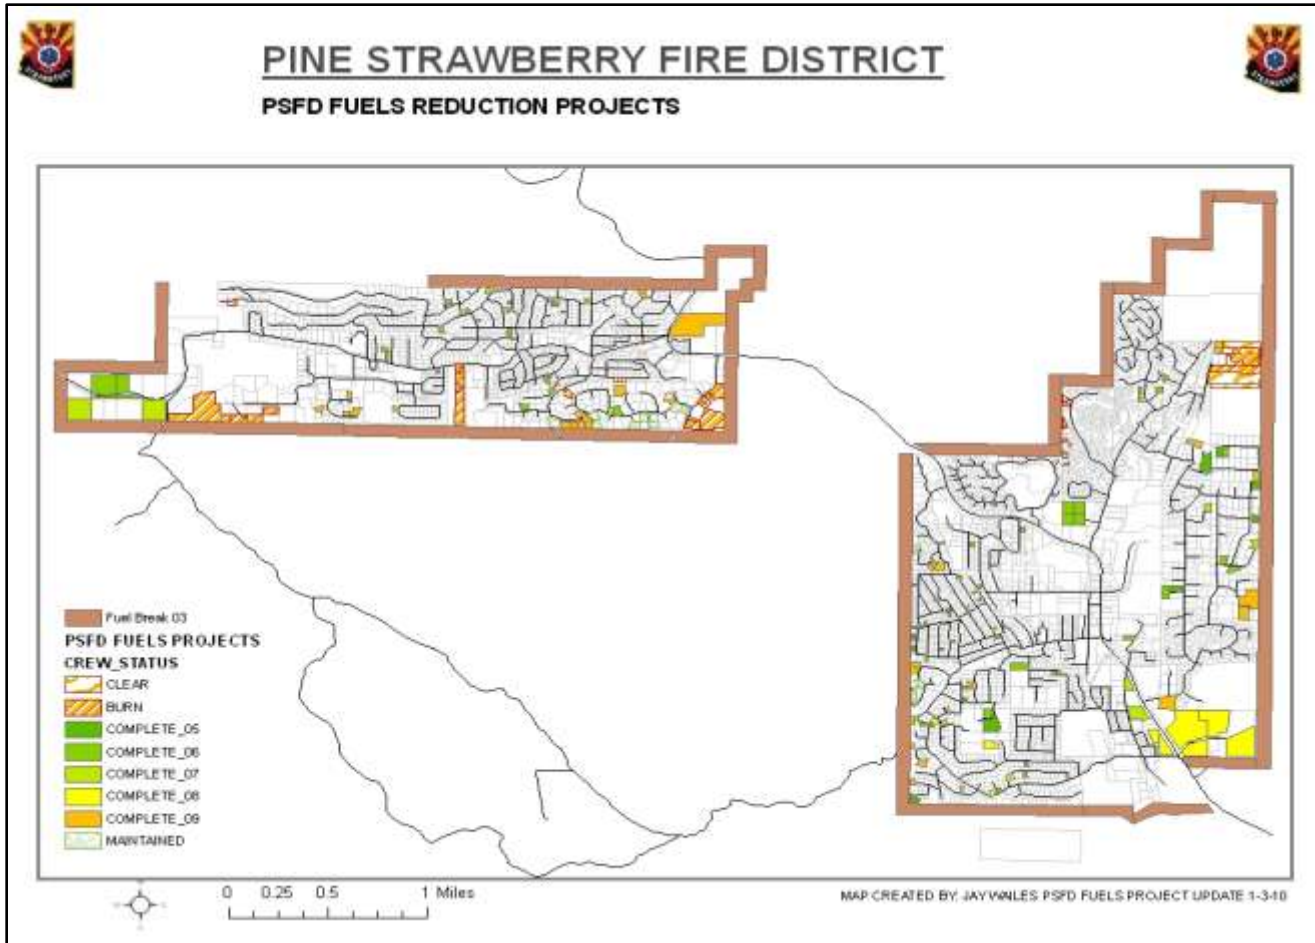 PINE STRAWBERRY FIRE DISTRICT
PSFD FUELS REDUCTION PROJECTS
Fuel Break 03
PSFD FUELS PROJECTS
CREW_STATUS
CLEAR
BURN
COMPLETE_05
COMPLETE_06
COMPLETE_07
COMPLETE_08
COMPLETE_09
MAINTAINED
0 0.25 0.5 1 Miles
MAP CREATED BY: JAY WALES PSFD FUELS PROJECT UPDATE 1-3-10